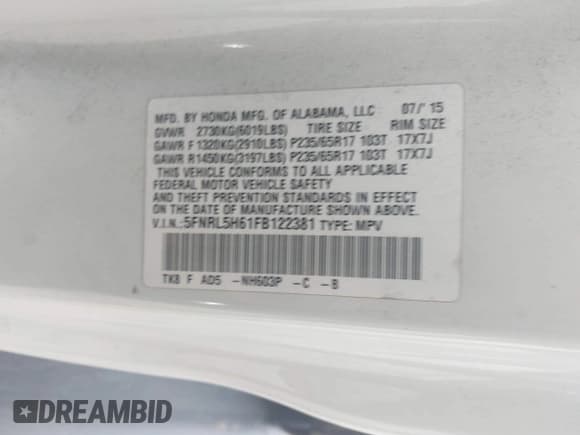 MFD. BY HONDA MFG. OF ALABAMA, LLC 07/'15
GVWR 2730KG(6019LBS) TIRE SIZE RIM SIZE
GAWR F 1320KG(2910LBS) P235/65R17 103T 17X7J
GAWR R1450KG(3197LBS) P235/65R17 103T 17X7J
THIS VEHICLE CONFORMS TO ALL APPLICABLE
FEDERAL MOTOR VEHICLE SAFETY
AND THEFT PREVENTION STANDARDS IN EFFECT ON
THE DATE OF MANUFACTURE SHOWN ABOVE.
V.I.N.:5FNRL5H61FB122381 TYPE: MPV
TK8 F AD5 -NH603P -C -B
DREAMBID